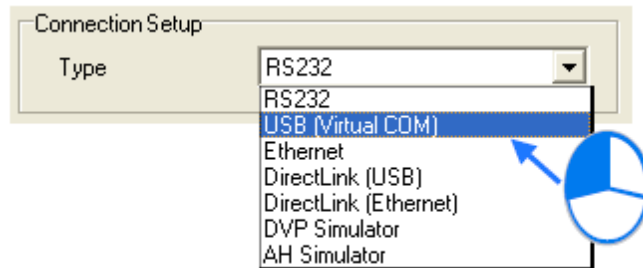 Connection Setup
Type RS232
RS232
USB (Virtual COM)
Ethernet
DirectLink (USB)
DirectLink (Ethernet)
DVP Simulator
AH Simulator